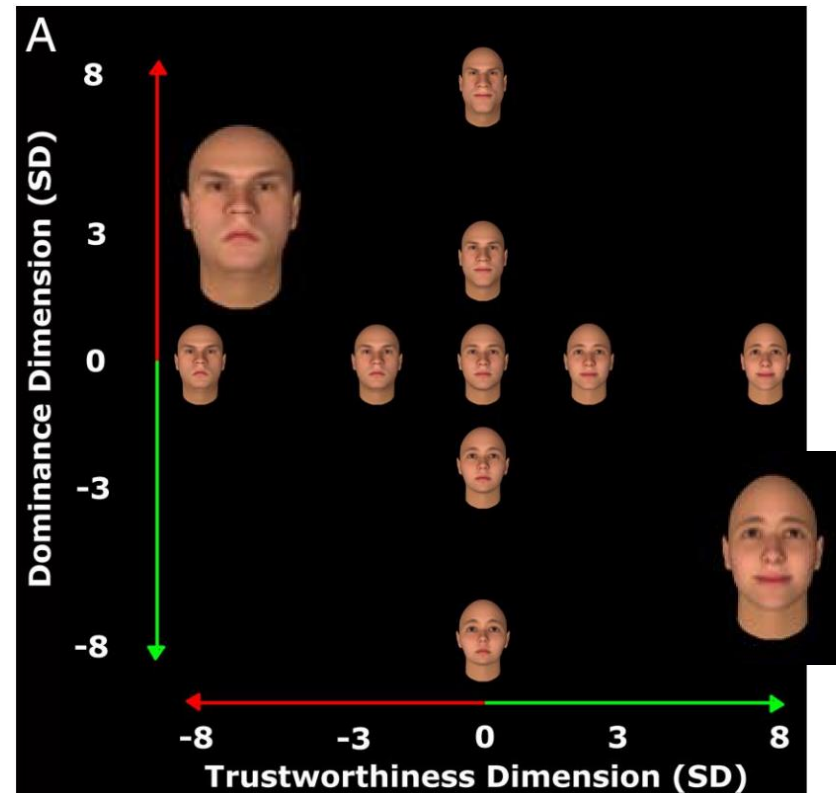 A
8
3
0
-3
-8
Dominance Dimension (SD)
-8 -3 0 3 8
Trustworthiness Dimension (SD)